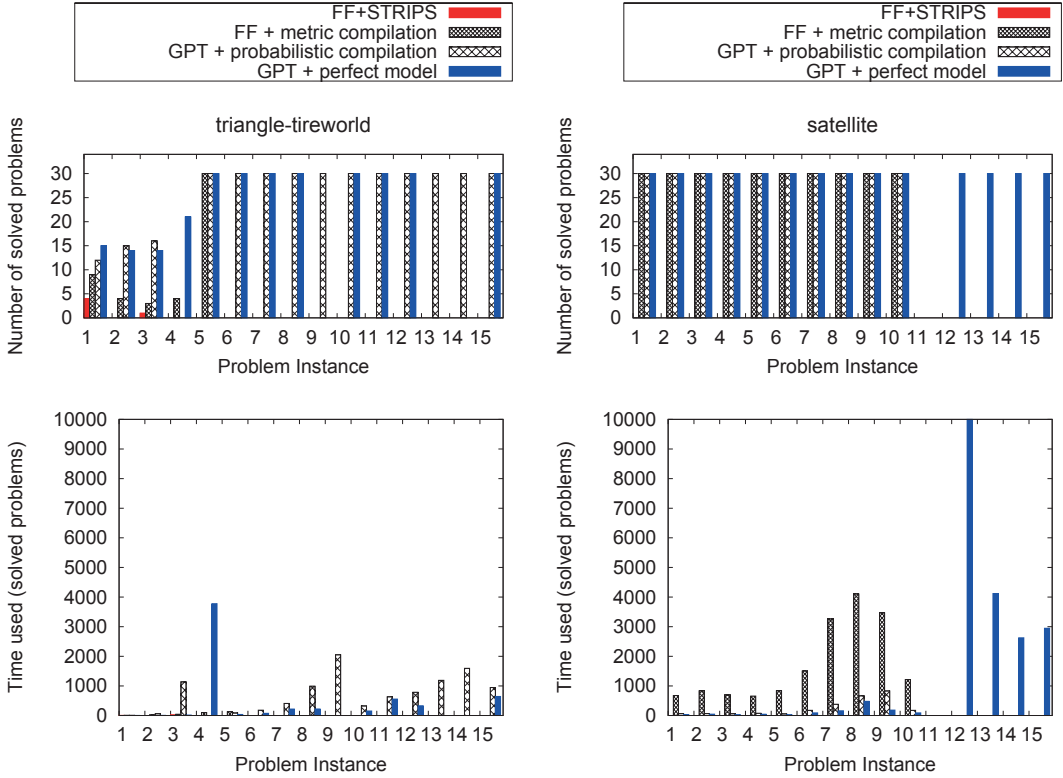 FF+STRIPS
FF + metric compilation
GPT + probabilistic compilation
GPT + perfect model
triangle-tireworld
Number of solved problems
30
25
20
15
10
5
0
1 2 3 4 5 6 7 8 9 10 11 12 13 14 15
Problem Instance
FF+STRIPS
FF + metric compilation
GPT + probabilistic compilation
GPT + perfect model
satellite
Number of solved problems
30
25
20
15
10
5
0
1 2 3 4 5 6 7 8 9 10 11 12 13 14 15
Problem Instance
Time used (solved problems)
10000
9000
8000
7000
6000
5000
4000
3000
2000
1000
0
1 2 3 4 5 6 7 8 9 10 11 12 13 14 15
Problem Instance
Time used (solved problems)
10000
9000
8000
7000
6000
5000
4000
3000
2000
1000
0
1 2 3 4 5 6 7 8 9 10 11 12 13 14 15
Problem Instance